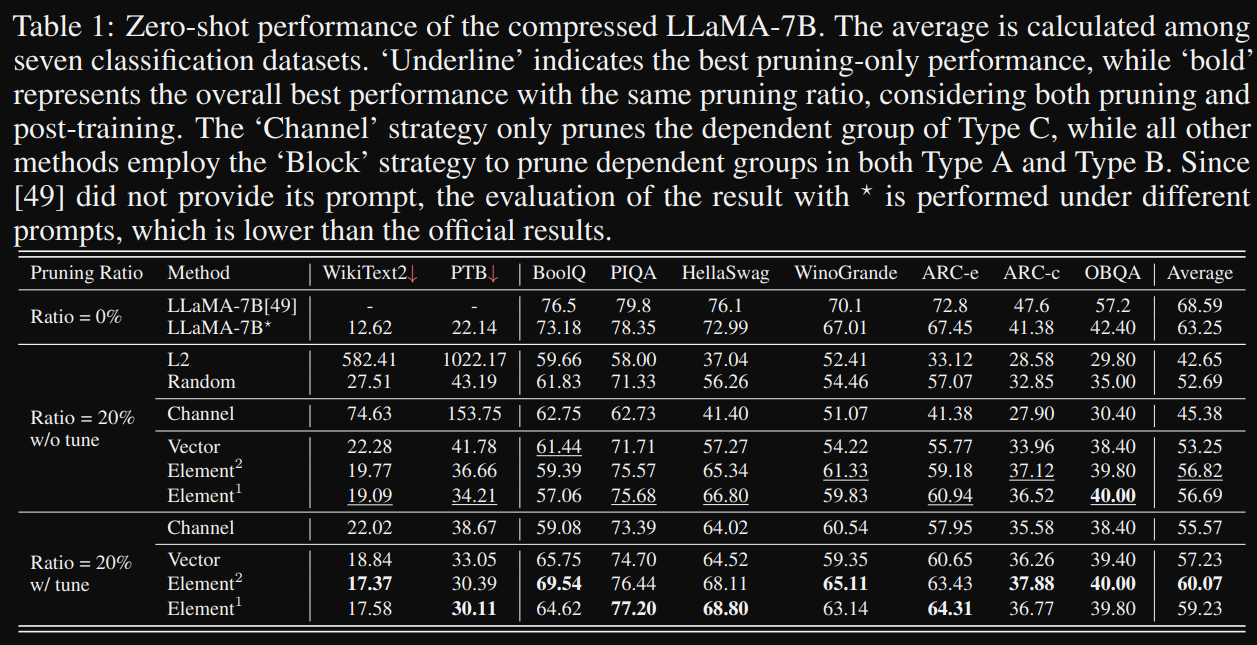 Table 1: Zero-shot performance of the compressed LLaMA-7B. The average is calculated among
seven classification datasets. ‘Underline’ indicates the best pruning-only performance, while ‘bold’
represents the overall best performance with the same pruning ratio, considering both pruning and
post-training. The ‘Channel’ strategy only prunes the dependent group of Type C, while all other
methods employ the ‘Block’ strategy to prune dependent groups in both Type A and Type B. Since
[49] did not provide its prompt, the evaluation of the result with * is performed under different
prompts, which is lower than the official results.
Pruning Ratio Method WikiText2↓ PTB↓ BoolQ PIQA HellaSwag WinoGrande ARC-e ARC-c OBQA Average
Ratio = 0%
LLaMA-7B[49] - - 76.5 79.8 76.1 70.1 72.8 47.6 57.2 68.59
LLaMA-7B* 12.62 22.14 73.18 78.35 72.99 67.01 67.45 41.38 42.40 63.25
Ratio = 20%
w/o tune
L2 582.41 1022.17 59.66 58.00 37.04 52.41 33.12 28.58 29.80 42.65
Random 27.51 43.19 61.83 71.33 56.26 54.46 57.07 32.85 35.00 52.69
Channel 74.63 153.75 62.75 62.73 41.40 51.07 41.38 27.90 30.40 45.38
Vector 22.28 41.78 61.44 71.71 57.27 54.22 55.77 33.96 38.40 53.25
Element² 19.77 36.66 59.39 75.57 65.34 61.33 59.18 37.12 39.80 56.82
Element¹ 19.09 34.21 57.06 75.68 66.80 59.83 60.94 36.52 40.00 56.69
Ratio = 20%
w/ tune
Channel 22.02 38.67 59.08 73.39 64.02 60.54 57.95 35.58 38.40 55.57
Vector 18.84 33.05 65.75 74.70 64.52 59.35 60.65 36.26 39.40 57.23
Element² 17.37 30.39 69.54 76.44 68.11 65.11 63.43 37.88 40.00 60.07
Element¹ 17.58 30.11 64.62 77.20 68.80 63.14 64.31 36.77 39.80 59.23